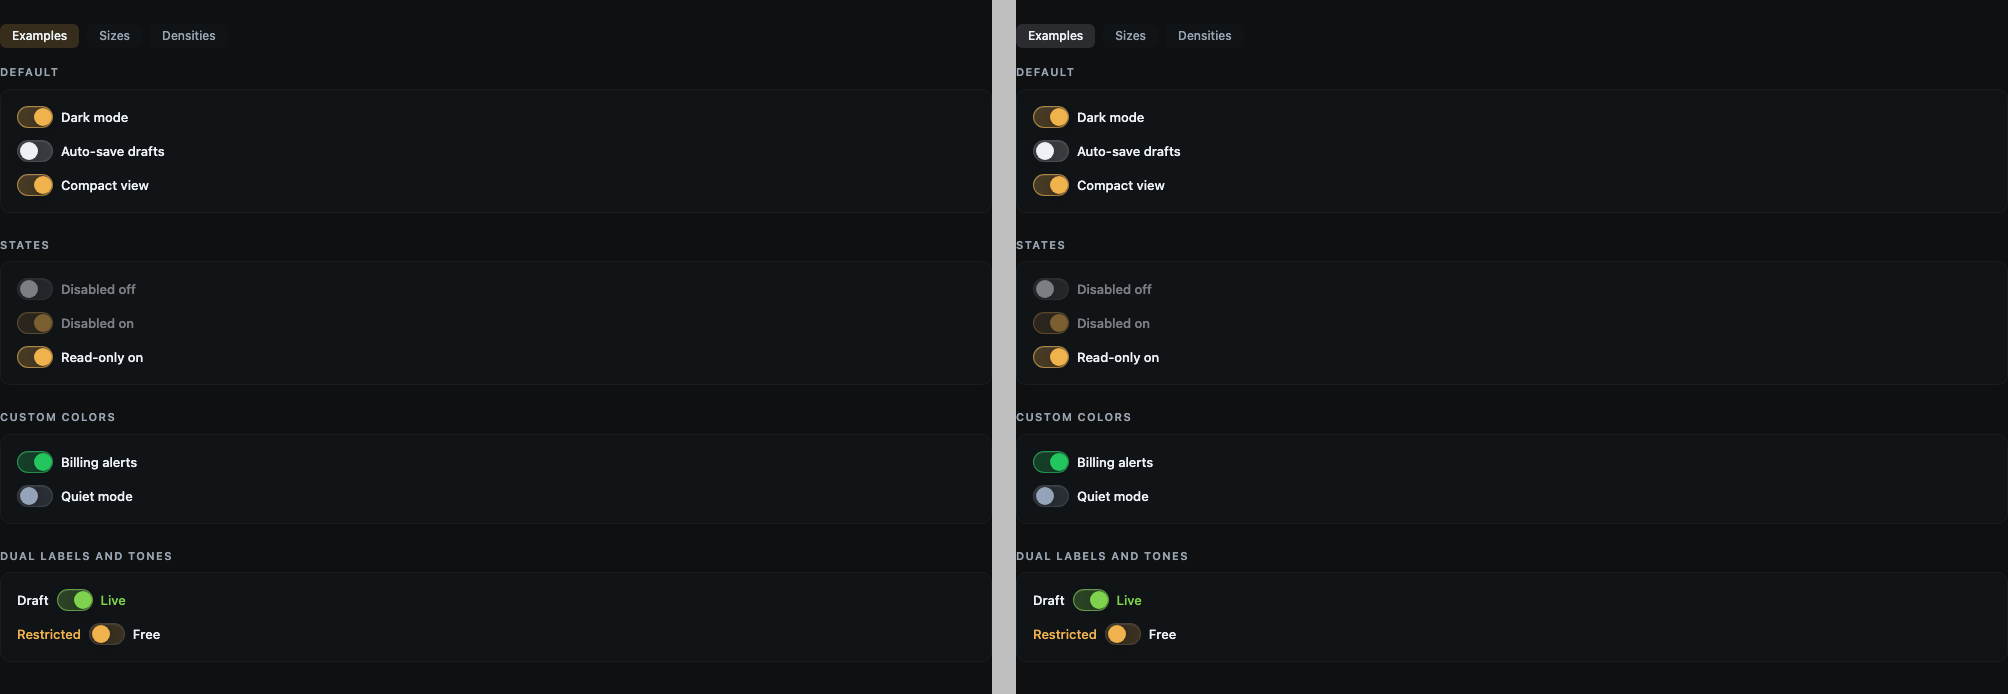 Examples Sizes Densities
DEFAULT
Dark mode
Auto-save drafts
Compact view
STATES
Disabled off
Disabled on
Read-only on
CUSTOM COLORS
Billing alerts
Quiet mode
DUAL LABELS AND TONES
Draft Live
Restricted Free
Examples Sizes Densities
DEFAULT
Dark mode
Auto-save drafts
Compact view
STATES
Disabled off
Disabled on
Read-only on
CUSTOM COLORS
Billing alerts
Quiet mode
DUAL LABELS AND TONES
Draft Live
Restricted Free